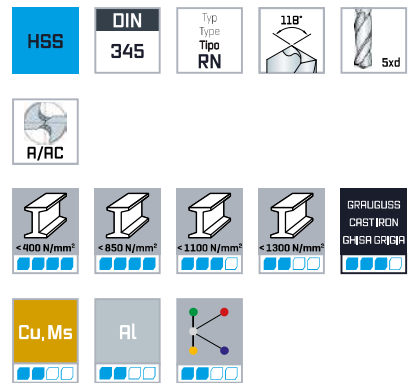 HSS
DIN
345
Typ
Type
Tipo
RN
118°
5xd
A/AC
<400 N/mm²
<850 N/mm²
<1100 N/mm²
<1300 N/mm²
GRAUGUSS
CAST IRON
GHISA GRIGIA
Cu, Ms
Al